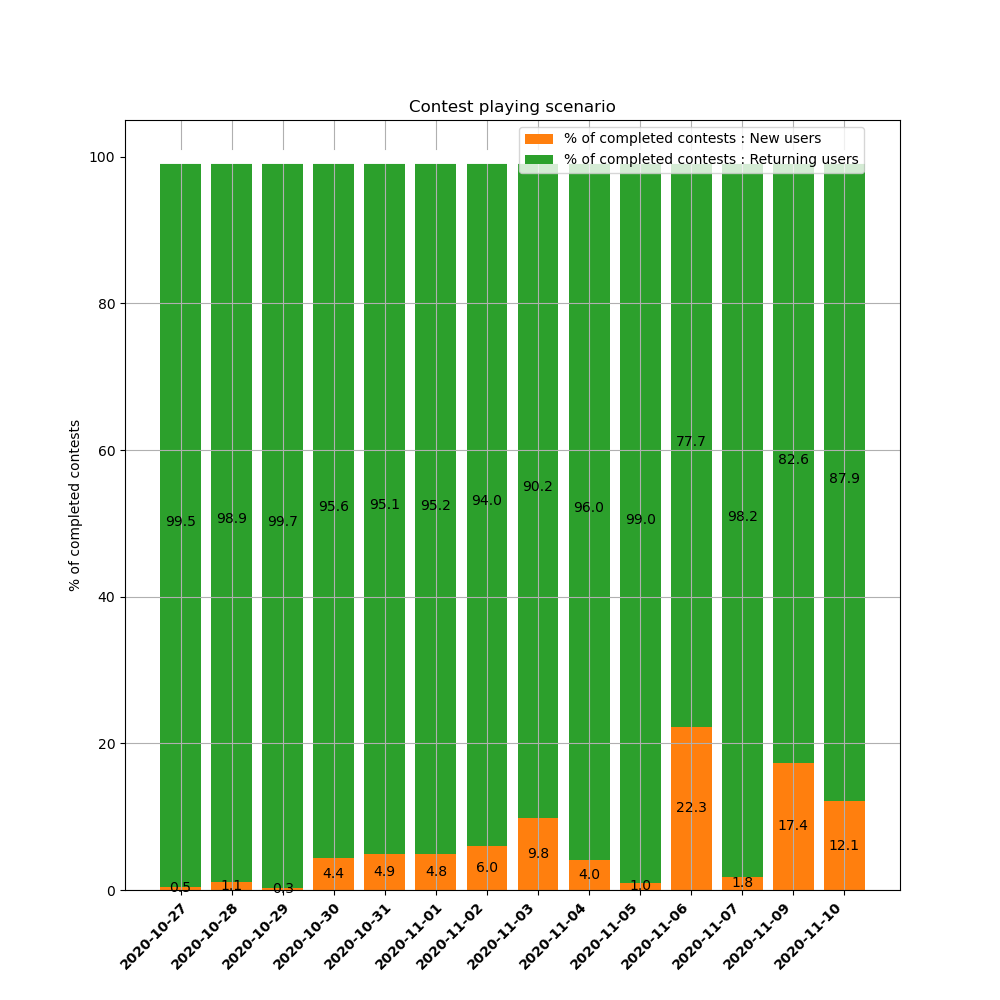 Contest playing scenario
% of completed contests : New users
% of completed contests : Returning users
% of completed contests
100
80
60
40
20
0
99.5 98.9 99.7 95.6 95.1 95.2 94.0 90.2 96.0 99.0 77.7 98.2 82.6 87.9
0.5 1.1 0.3 4.4 4.9 4.8 6.0 9.8 4.0 1.0 22.3 1.8 17.4 12.1
2020-10-27 2020-10-28 2020-10-29 2020-10-30 2020-10-31 2020-11-01 2020-11-02 2020-11-03 2020-11-04 2020-11-05 2020-11-06 2020-11-07 2020-11-09 2020-11-10